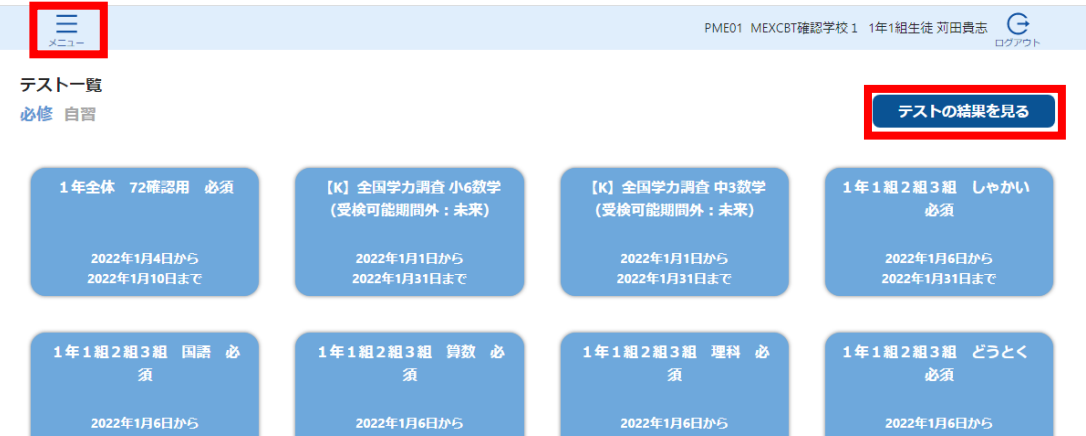 メニュー
PME01 MEXCBT確認学校１ 1年1組生徒 苅田貴志
ログアウト
テスト一覧
必修 自習
テストの結果を見る
１年全体　72確認用　必須
2022年1月4日から
2022年1月10日まで
【K】全国学力調査 小6数学
(受検可能期間外：未来)
2022年1月1日から
2022年1月31日まで
【K】全国学力調査 中3数学
(受検可能期間外：未来)
2022年1月1日から
2022年1月31日まで
１年１組２組３組　しゃかい
必須
2022年1月6日から
2022年1月31日まで
１年１組２組３組　国語　必
須
2022年1月6日から
１年１組２組３組　算数　必
須
2022年1月6日から
１年１組２組３組　理科　必
須
2022年1月6日から
１年１組２組３組　どうとく
必須
2022年1月6日から